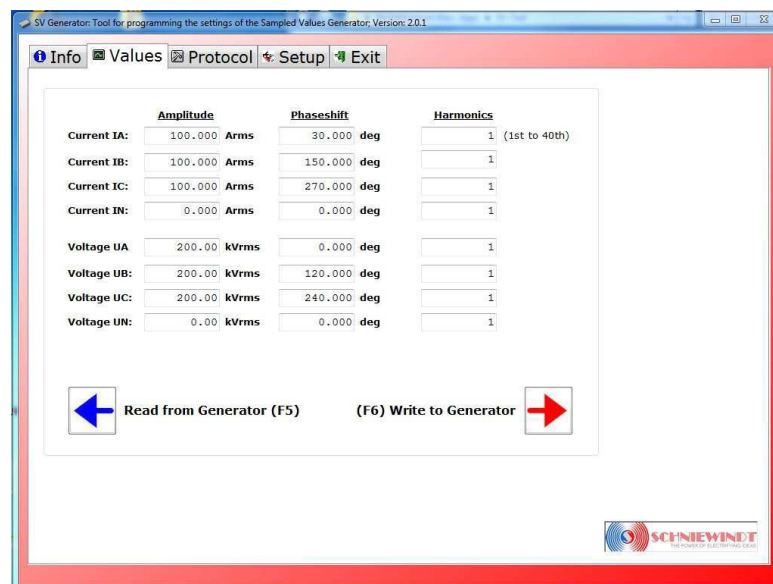 SV Generator: Tool for programming the settings of the Sampled Values Generator; Version: 2.0.1
Info Values Protocol Setup Exit
Amplitude Phaseshift Harmonics
Current IA: 100.000 Arms 30.000 deg 1 (1st to 40th)
Current IB: 100.000 Arms 150.000 deg 1
Current IC: 100.000 Arms 270.000 deg 1
Current IN: 0.000 Arms 0.000 deg 1
Voltage UA 200.00 kVrms 0.000 deg 1
Voltage UB: 200.00 kVrms 120.000 deg 1
Voltage UC: 200.00 kVrms 240.000 deg 1
Voltage UN: 0.00 kVrms 0.000 deg 1
Read from Generator (F5) (F6) Write to Generator
SCHNIEWINDT
THE POWER OF ELECTRIFYING IDEAS